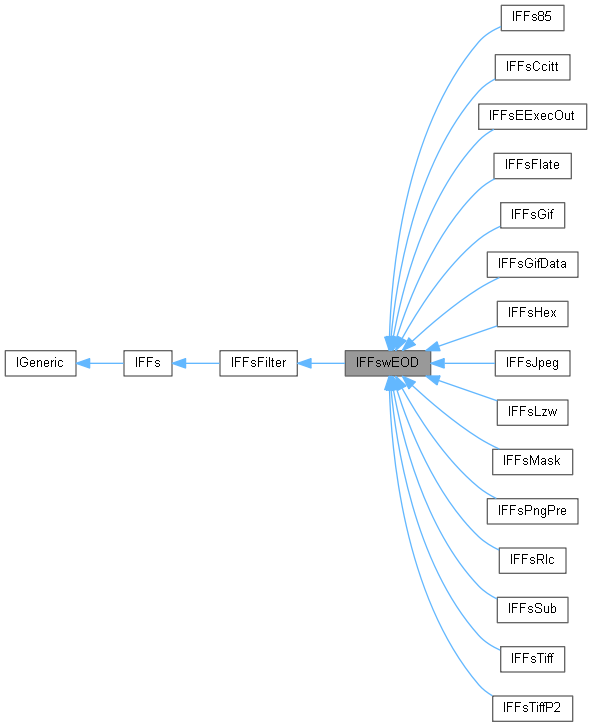 IFFs85
IFFsCcitt
IFFsEExecOut
IFFsFlate
IFFsGif
IFFsGifData
IFFsHex
IGeneric
IFFs
IFFsFilter
IFFswEOD
IFFsJpeg
IFFsLzw
IFFsMask
IFFsPngPre
IFFsRlc
IFFsSub
IFFsTiff
IFFsTiffP2